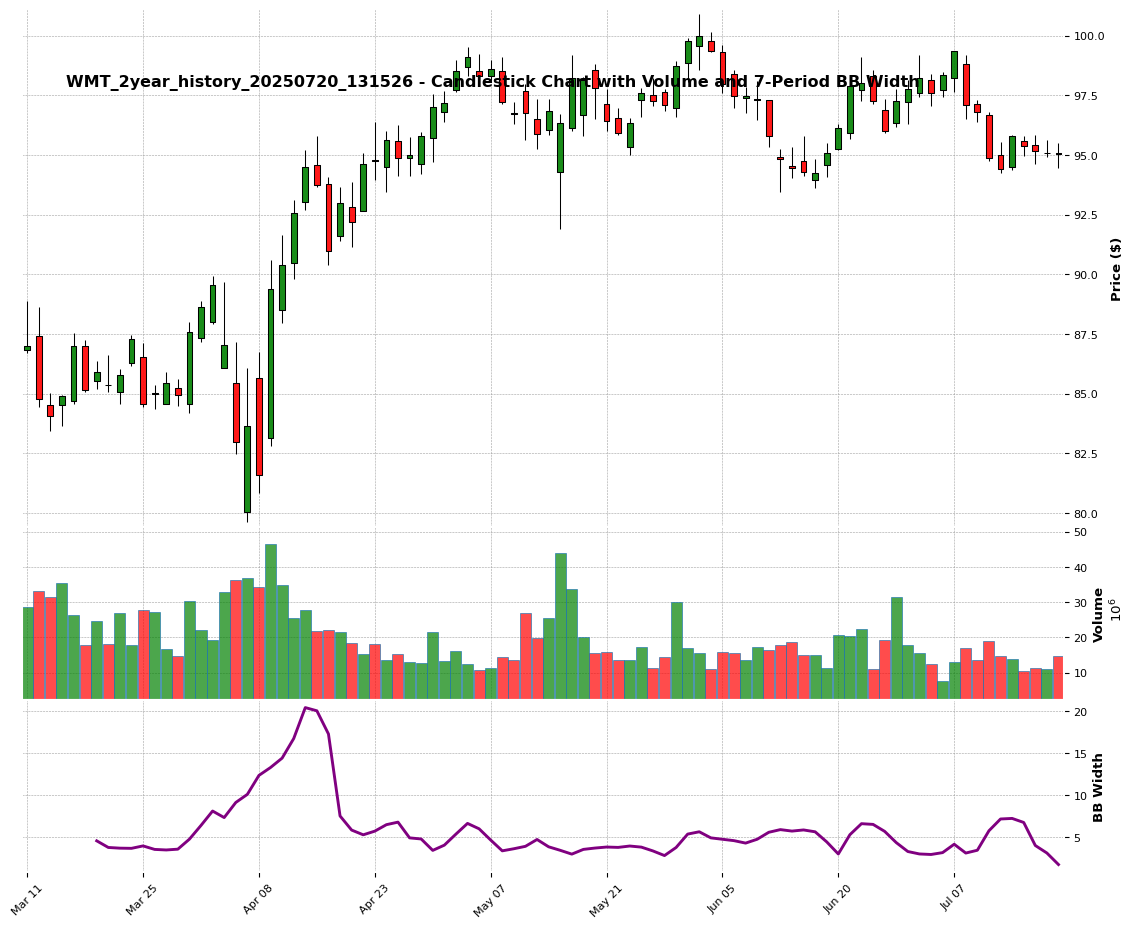 WMT_2year_history_20250720_131526 - Candlestick Chart with Volume and 7-Period BB Width
100.0
97.5
95.0
92.5
90.0
87.5
85.0
82.5
80.0
Price ($)
50
40
30
20
10
Volume
10^6
20
15
10
5
BB Width
Mar 11
Mar 25
Apr 08
Apr 23
May 07
May 21
Jun 05
Jun 20
Jul 07